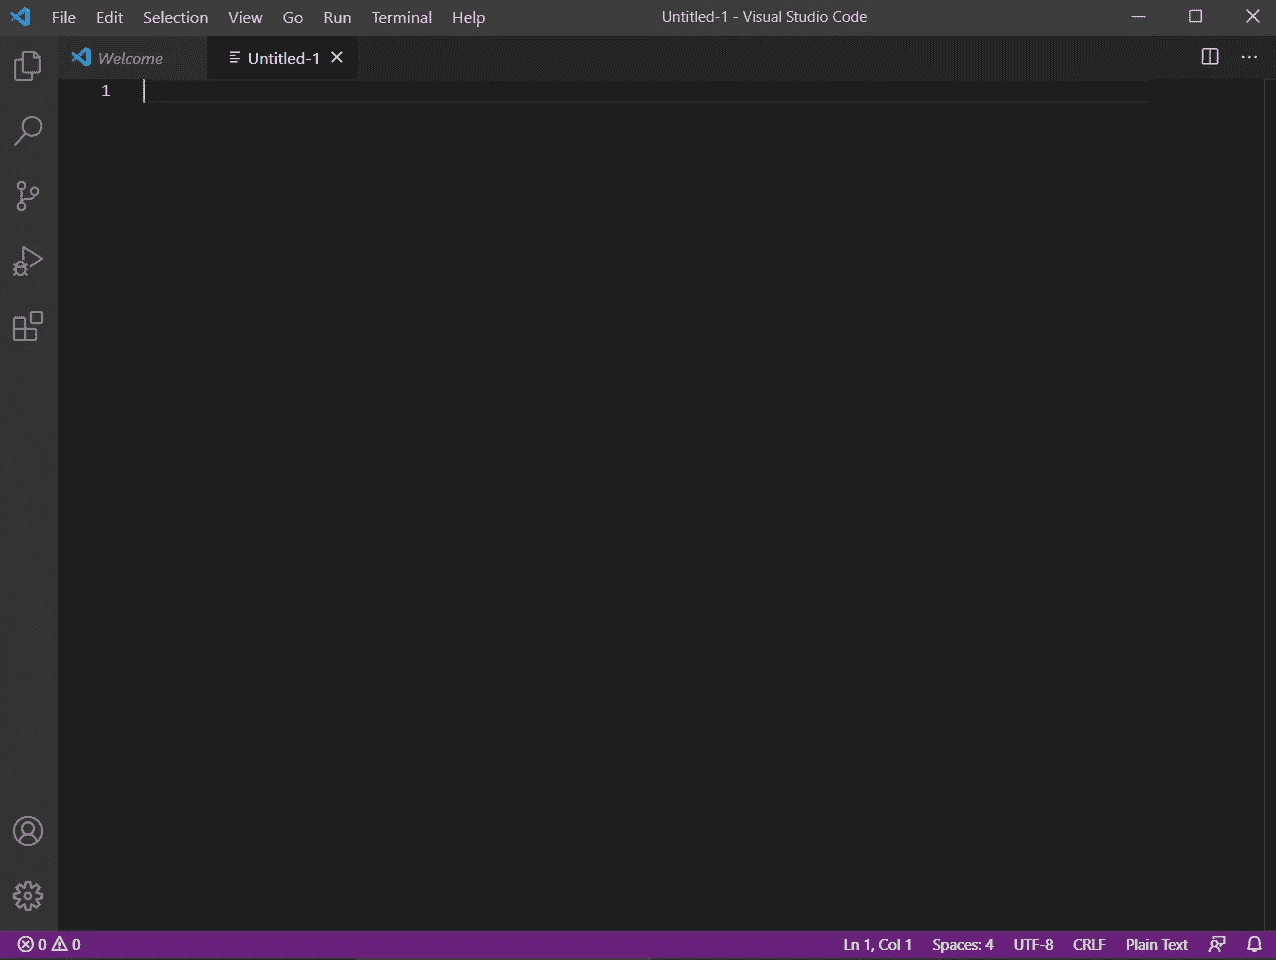 File Edit Selection View Go Run Terminal Help Untitled-1 - Visual Studio Code
Welcome Untitled-1
1
0 0 Ln 1, Col 1 Spaces: 4 UTF-8 CRLF Plain Text